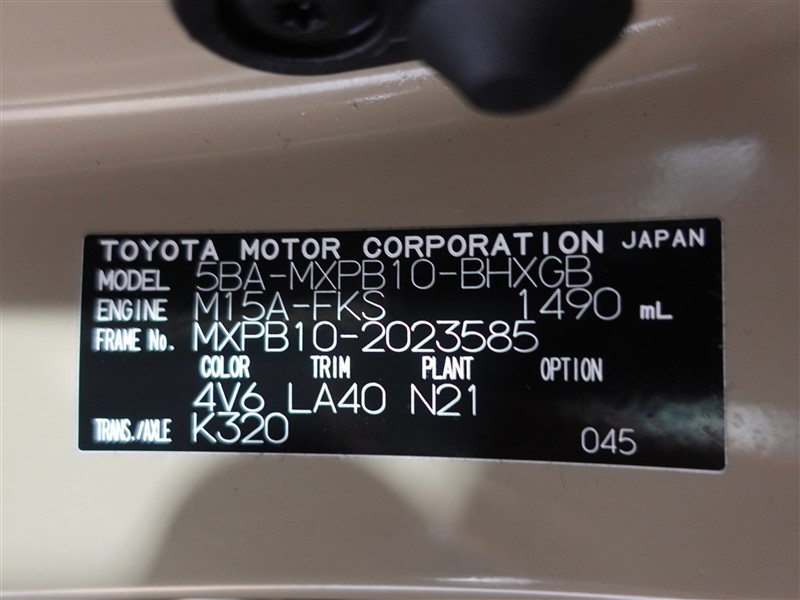 TOYOTA MOTOR CORPORATION JAPAN
MODEL 5BA-MXPB10-BHXGB
ENGINE M15A-FKS 1490 mL
FRAME No. MXPB10-2023585
COLOR TRIM PLANT OPTION
4V6 LA40 N21
TRANS./AXLE K320
045